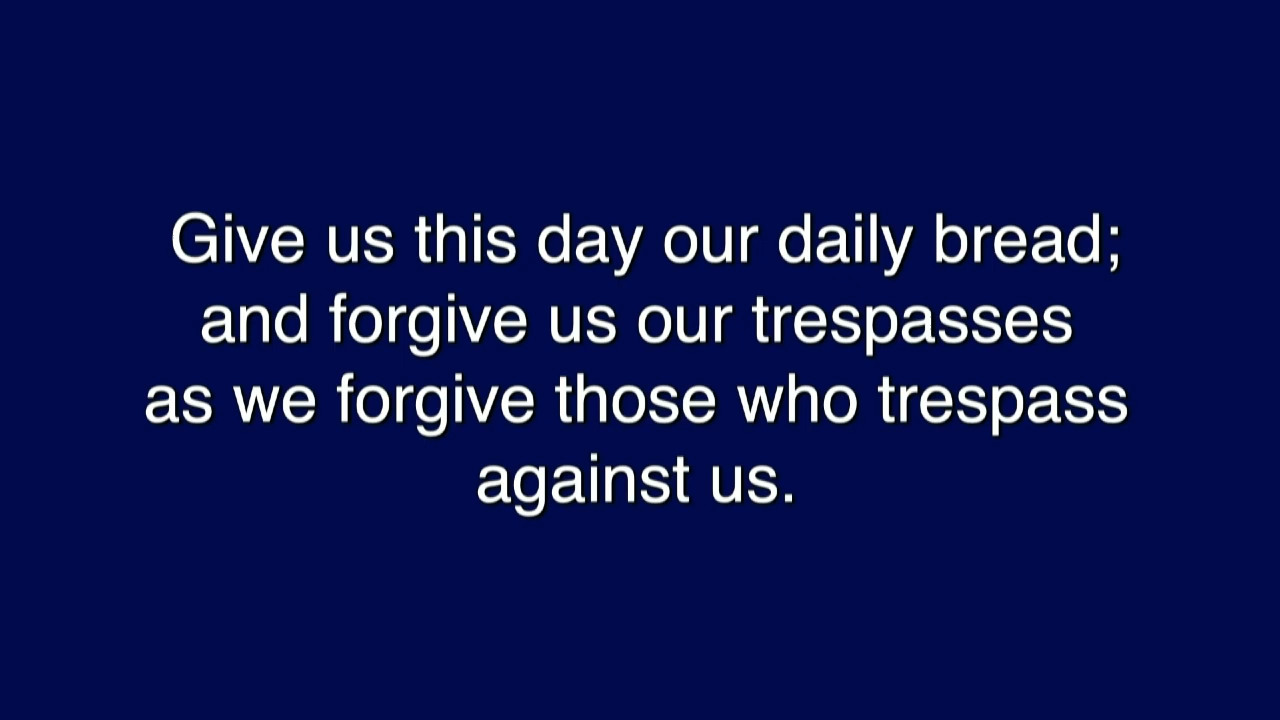 Give us this day our daily bread;
and forgive us our trespasses
as we forgive those who trespass
against us.